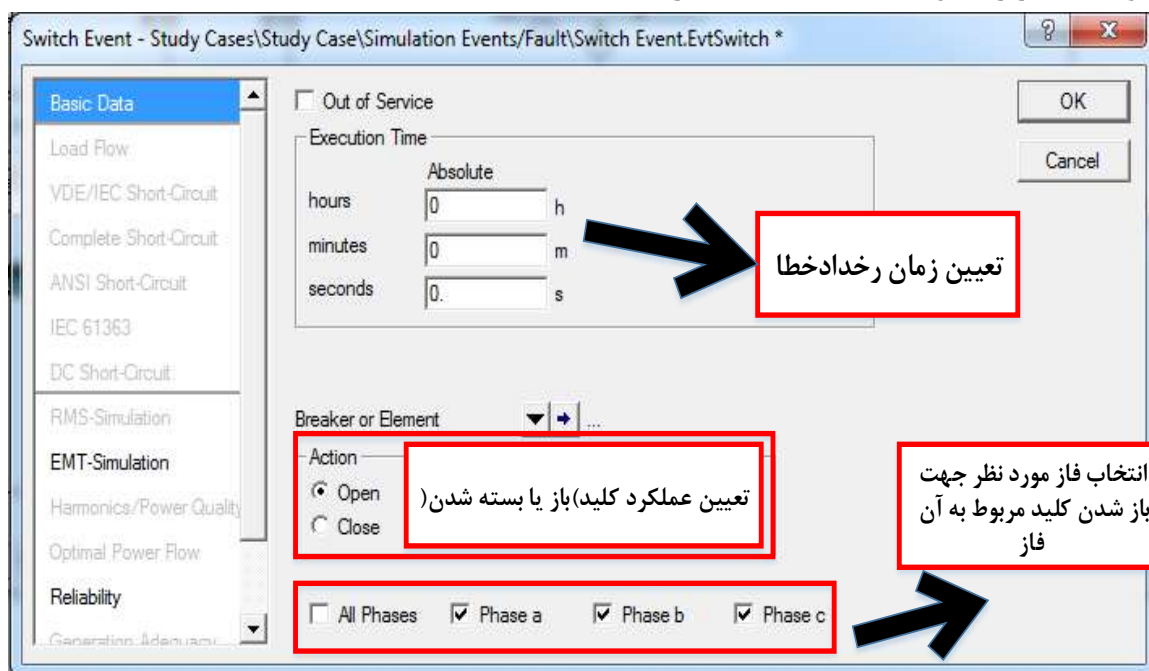 Switch Event - Study Cases\Study Case\Simulation Events/Fault\Switch Event.EvtSwitch *
Basic Data
Load Flow
VDE/IEC Short-Circuit
Complete Short-Circuit
ANSI Short-Circuit
IEC 61363
DC Short-Circuit
RMS-Simulation
EMT-Simulation
Harmonics/Power Quality
Optimal Power Flow
Reliability
Generation Adequacy
Out of Service
Execution Time
Absolute
hours 0 h
minutes 0 m
seconds 0. s
تعیین زمان رخدادخطا
Breaker or Element ...
Action
Open
Close
تعیین عملکرد کلید)باز یا بسته شدن(
انتخاب فاز مورد نظر جهت
باز شدن کلید مربوط به آن
فاز
All Phases Phase a Phase b Phase c
OK
Cancel